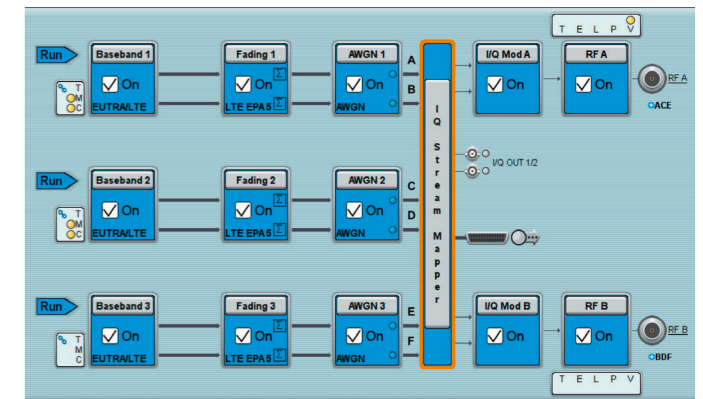 T E L P V
Run
Baseband 1
On
T
M
C
EUTRA/LTE
Fading 1
On
Σ
LTE EPA5 Σ
AWGN 1
On
AWGN
A
B
I/Q Mod A
On
RF A
On
RF A
ACE
I
Q
S
t
r
e
a
m
M
a
p
p
e
r
I/Q OUT 1/2
Run
Baseband 2
On
T
M
C
EUTRA/LTE
Fading 2
On
Σ
LTE EPA5 Σ
AWGN 2
On
AWGN
C
D
Run
Baseband 3
On
T
M
C
EUTRA/LTE
Fading 3
On
Σ
LTE EPA5 Σ
AWGN 3
On
AWGN
E
F
I/Q Mod B
On
RF B
On
RF B
BDF
T E L P V